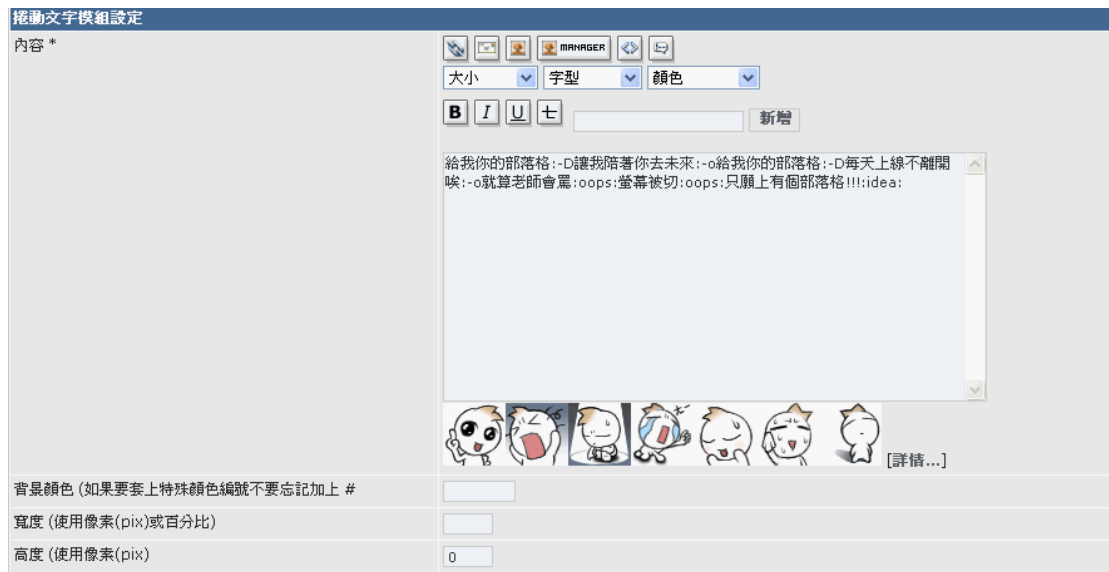 捲動文字模組設定
內容 *
MANAGER
大小 字型 顏色
B I U 十 新增
給我你的部落格:-D讓我陪著你去未來:-o給我你的部落格:-D每天上線不離開
唉:-o就算老師會罵:oops:螢幕被切:oops:只願上有個部落格!!!:idea:
[詳情...]
背景顏色 (如果要套上特殊顏色編號不要忘記加上 #
寬度 (使用像素(pix)或百分比)
高度 (使用像素(pix) 0